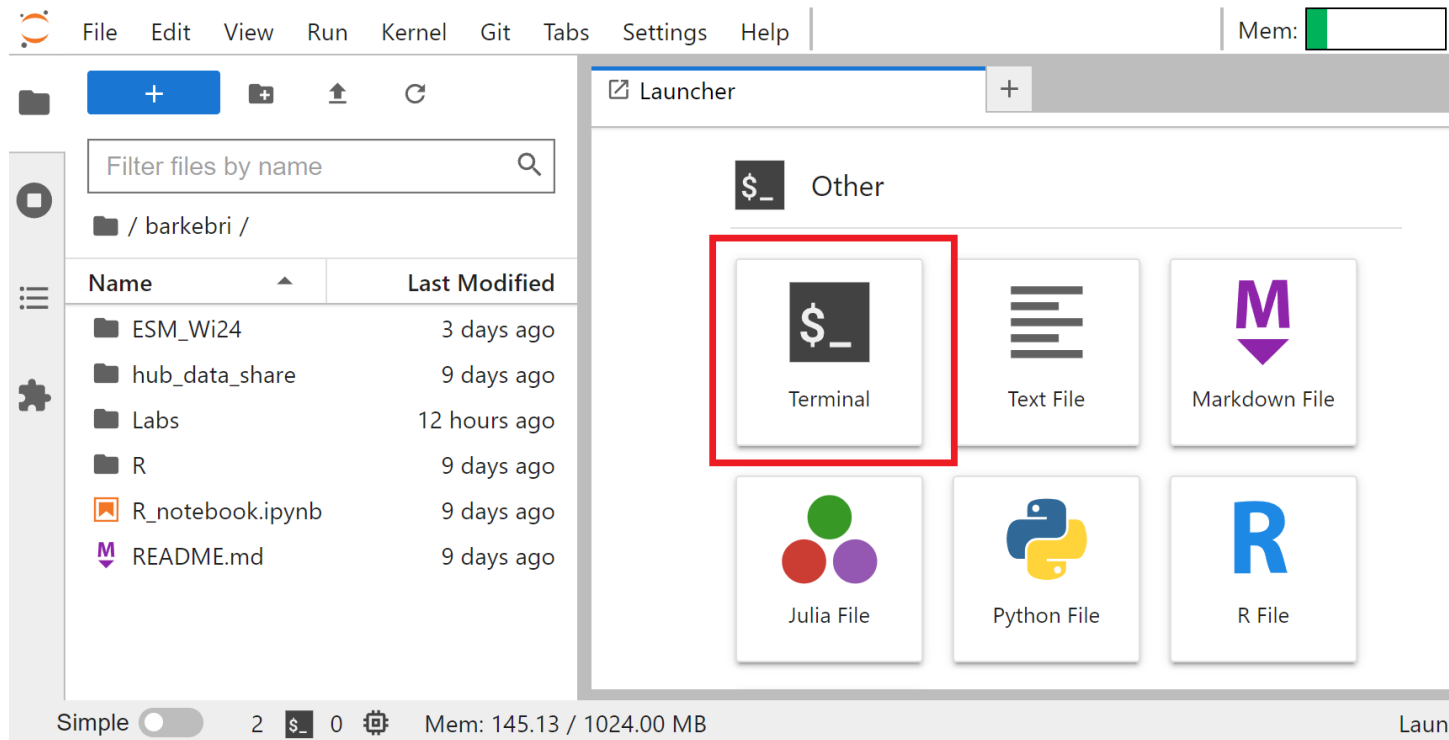 File Edit View Run Kernel Git Tabs Settings Help Mem:
+
Launcher +
Filter files by name
/ barkebri /
Name Last Modified
ESM_Wi24 3 days ago
hub_data_share 9 days ago
Labs 12 hours ago
R 9 days ago
R_notebook.ipynb 9 days ago
M README.md 9 days ago
$_ Other
$_ M
Terminal Text File Markdown File
R
Julia File Python File R File
Simple 2 $_ 0 Mem: 145.13 / 1024.00 MB Laun